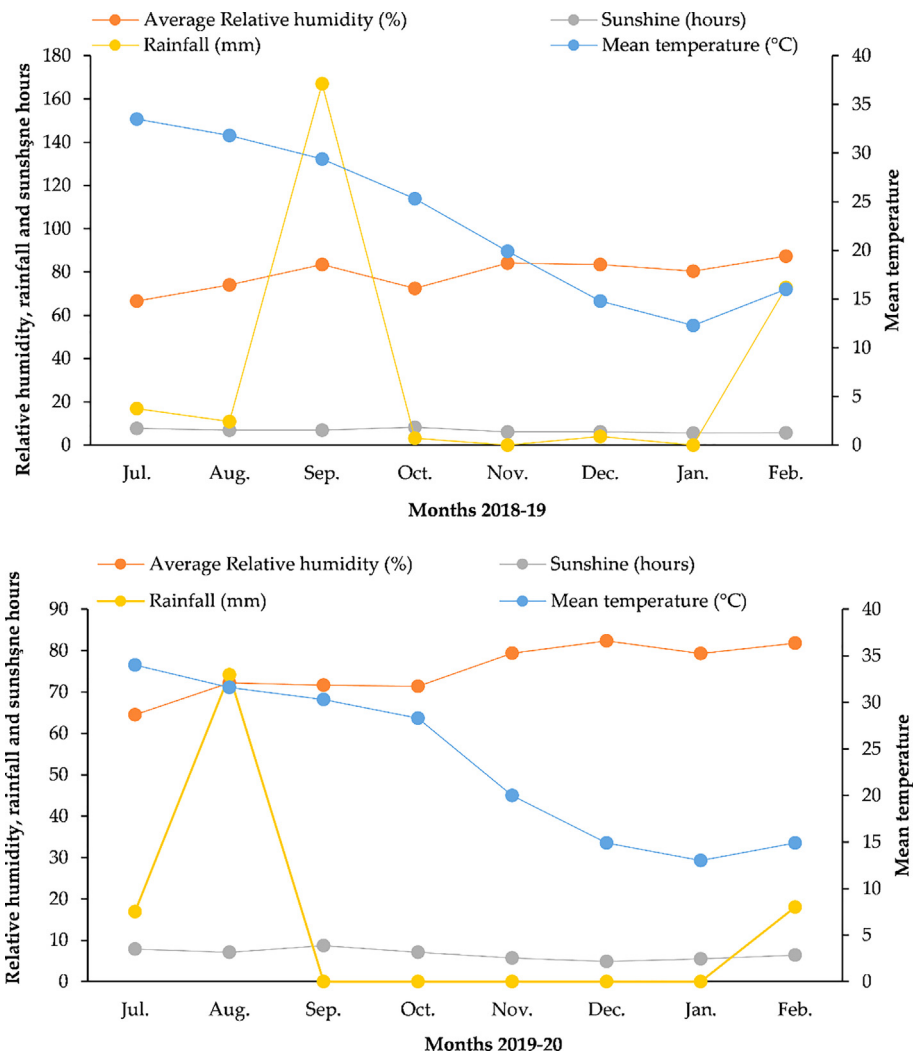 Average Relative humidity (%) Sunshine (hours)
Rainfall (mm) Mean temperature (°C)
180 40
160 35
140 30
120 25
100 20
80 15
60 10
40 5
20 0
0
Relative humidity, rainfall and sunshşne hours
Mean temperature
Jul. Aug. Sep. Oct. Nov. Dec. Jan. Feb.
Months 2018-19
Average Relative humidity (%) Sunshine (hours)
Rainfall (mm) Mean temperature (°C)
90 40
80 35
70 30
60 25
50 20
40 15
30 10
20 5
10 0
0
Relative humidity, rainfall and sunshşne hours
Mean temperature
Jul. Aug. Sep. Oct. Nov. Dec. Jan. Feb.
Months 2019-20